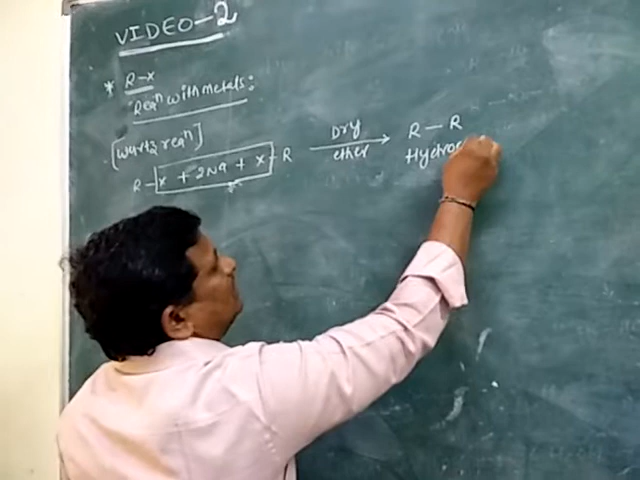 VIDEO-2
* R-x
Reaⁿ with metals:
[wurtz reaⁿ]
R-x + 2Na + x-R Dry ether → R-R
Hydroc